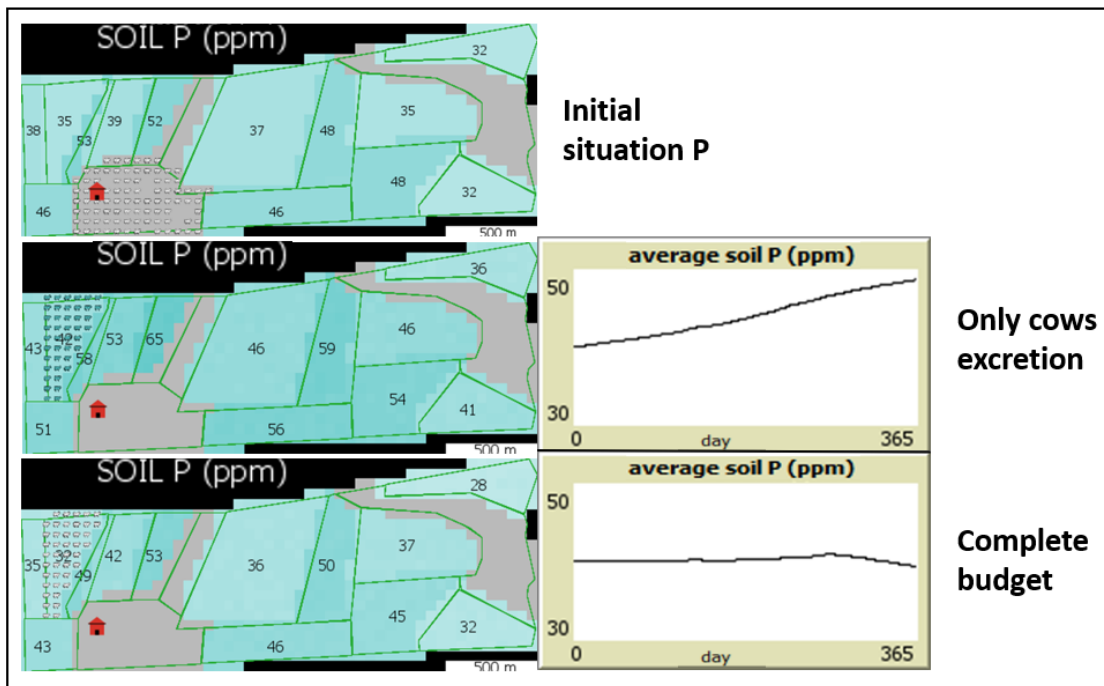 SOIL P (ppm)
32
38
35
53
39
52
37
48
35
46
46
48
32
500 m
Initial
situation P
SOIL P (ppm)
36
43
49
58
53
65
46
59
46
51
56
54
41
500 m
average soil P (ppm)
50
30
0
day
365
Only cows
excretion
SOIL P (ppm)
28
35
32
49
42
53
36
50
37
43
46
45
32
500 m
average soil P (ppm)
50
30
0
day
365
Complete
budget